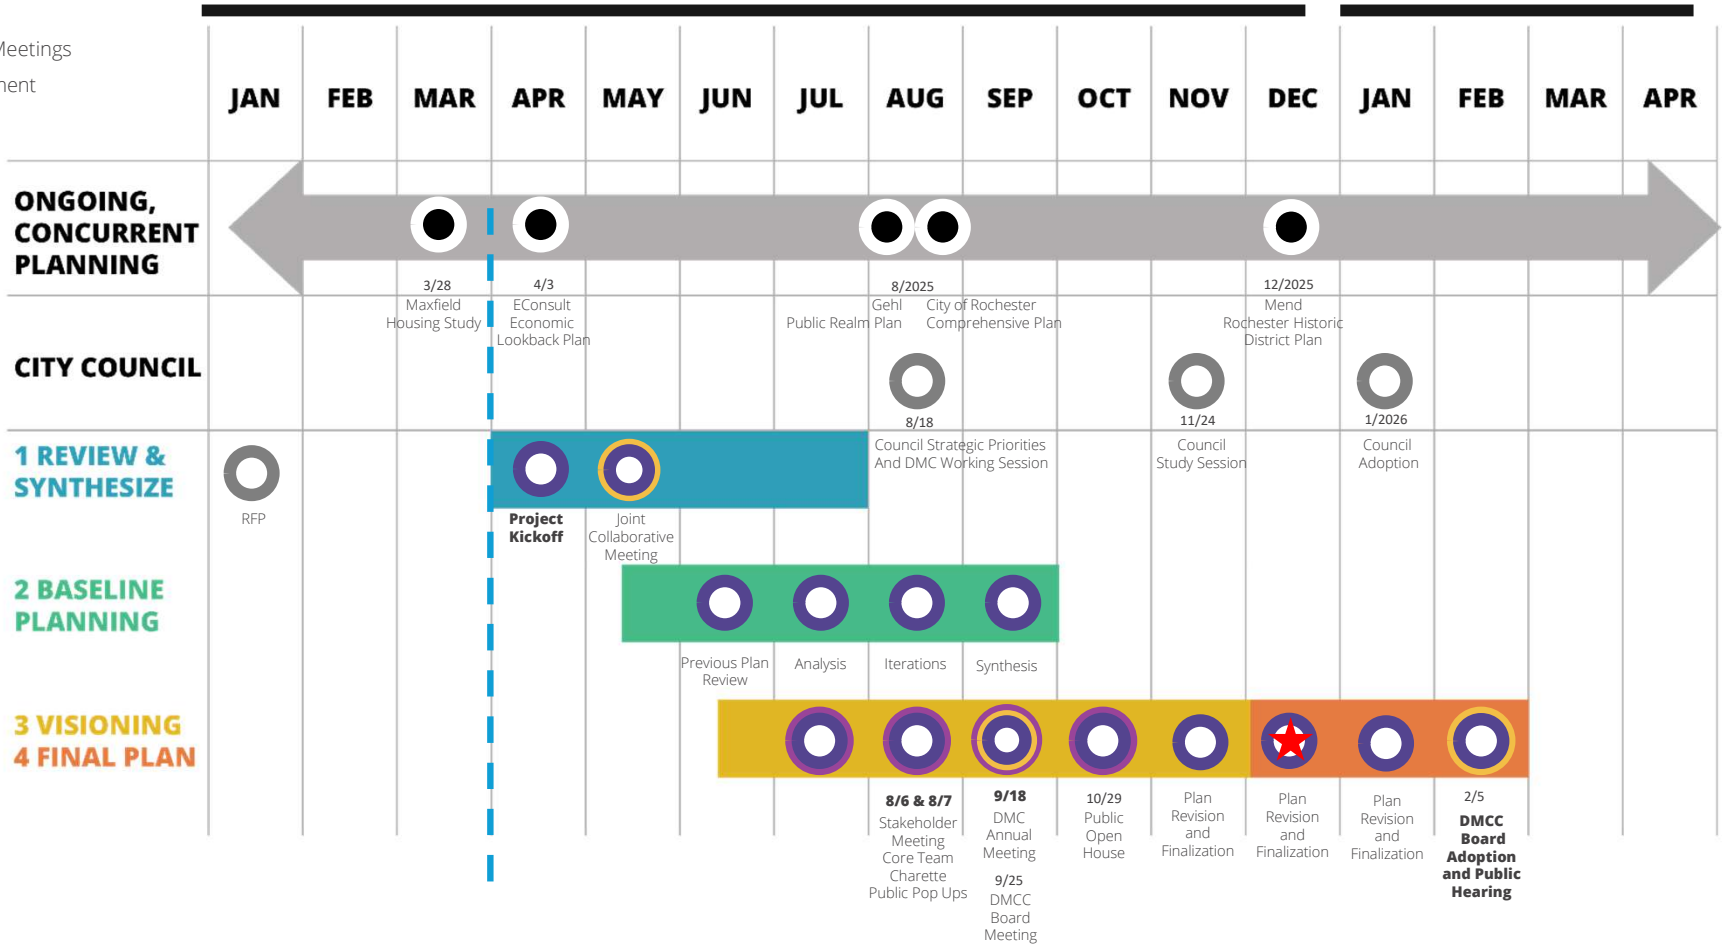 Meetings
JAN FEB MAR APR MAY JUN JUL AUG SEP OCT NOV DEC JAN FEB MAR APR
ONGOING,
CONCURRENT
PLANNING
3/28
Maxfield
Housing Study
4/3
EConsult
Economic
Lookback Plan
8/2025
Gehl
Public Realm Plan
City of Rochester
Comprehensive Plan
12/2025
Mend
Rochester Historic
District Plan
CITY COUNCIL
8/18
Council Strategic Priorities
And DMC Working Session
11/24
Council
Study Session
1/2026
Council
Adoption
1 REVIEW &
SYNTHESIZE
RFP
Project
Kickoff
Joint
Collaborative
Meeting
2 BASELINE
PLANNING
Previous Plan
Review
Analysis
Iterations
Synthesis
3 VISIONING
4 FINAL PLAN
8/6 & 8/7
Stakeholder
Meeting
Core Team
Charette
Public Pop Ups
9/18
DMC
Annual
Meeting
9/25
DMCC
Board
Meeting
10/29
Public
Open
House
Plan
Revision
and
Finalization
Plan
Revision
and
Finalization
Plan
Revision
and
Finalization
2/5
DMCC
Board
Adoption
and Public
Hearing